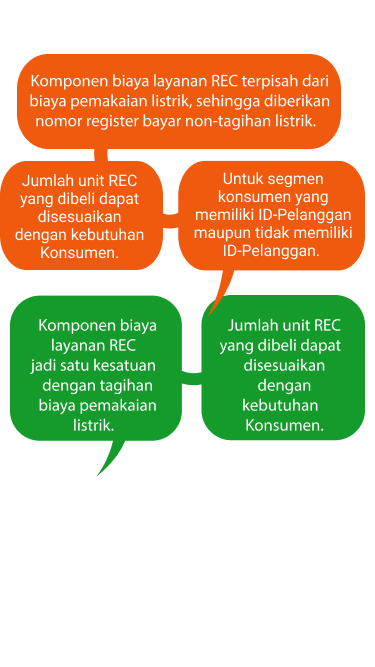 Komponen biaya layanan REC terpisah dari
biaya pemakaian listrik, sehingga diberikan
nomor register bayar non-tagihan listrik.
Jumlah unit REC
yang dibeli dapat
disesuaikan
dengan kebutuhan
Konsumen.
Untuk segmen
konsumen yang
memiliki ID-Pelanggan
maupun tidak memiliki
ID-Pelanggan.
Komponen biaya
layanan REC
jadi satu kesatuan
dengan tagihan
biaya pemakaian
listrik.
Jumlah unit REC
yang dibeli dapat
disesuaikan
dengan
kebutuhan
Konsumen.